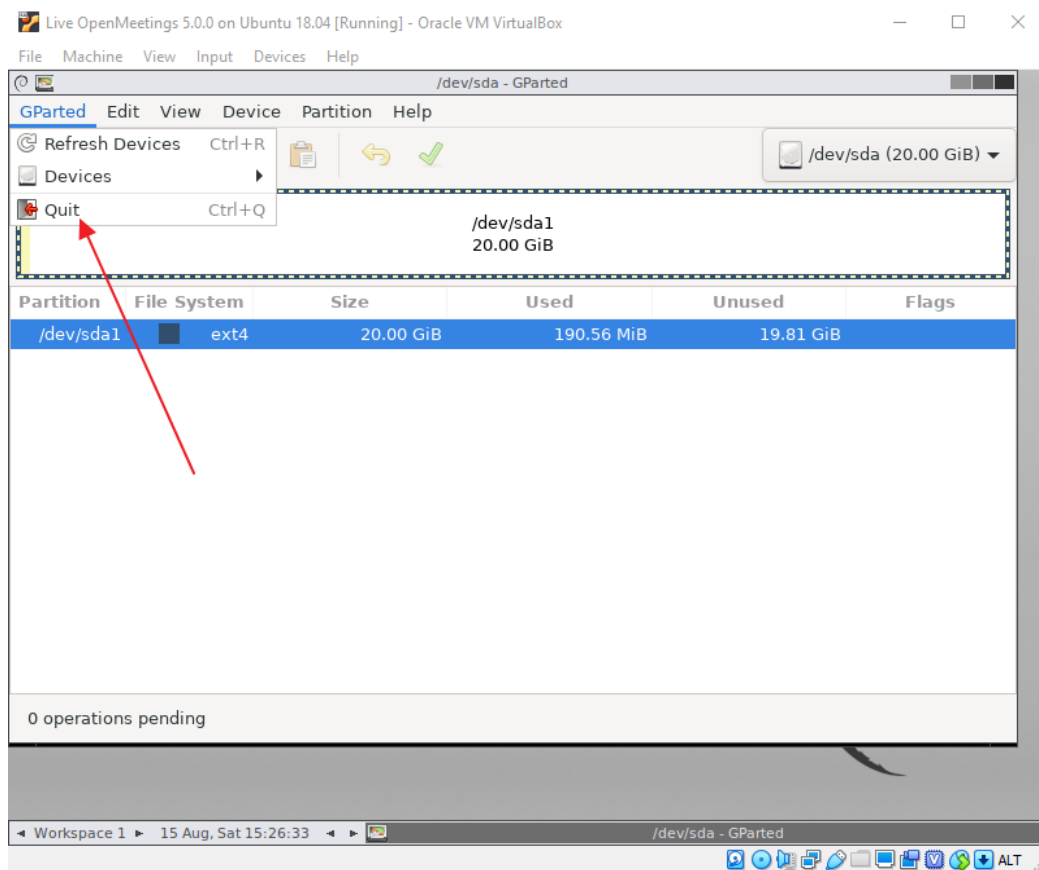 Live OpenMeetings 5.0.0 on Ubuntu 18.04 [Running] - Oracle VM VirtualBox
File Machine View Input Devices Help
/dev/sda - GParted
GParted Edit View Device Partition Help
Refresh Devices Ctrl+R
/dev/sda (20.00 GiB)
Devices
Quit Ctrl+Q
/dev/sda1
20.00 GiB
Partition File System Size Used Unused Flags
/dev/sda1 ext4 20.00 GiB 190.56 MiB 19.81 GiB
0 operations pending
Workspace 1 15 Aug, Sat 15:26:33 /dev/sda - GParted
ALT